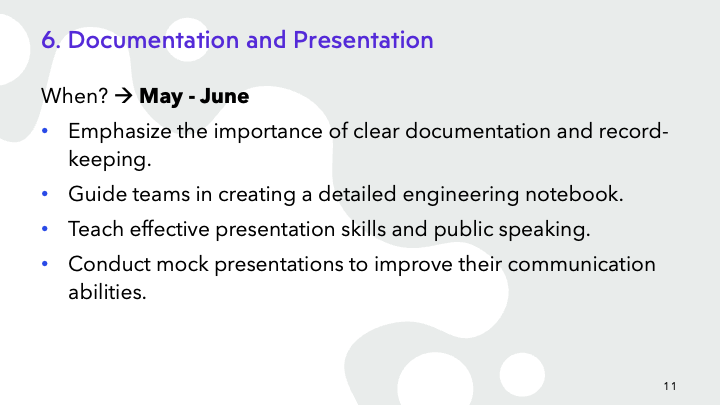 6. Documentation and Presentation
When? → May - June
• Emphasize the importance of clear documentation and record-
keeping.
• Guide teams in creating a detailed engineering notebook.
• Teach effective presentation skills and public speaking.
• Conduct mock presentations to improve their communication
abilities.
11